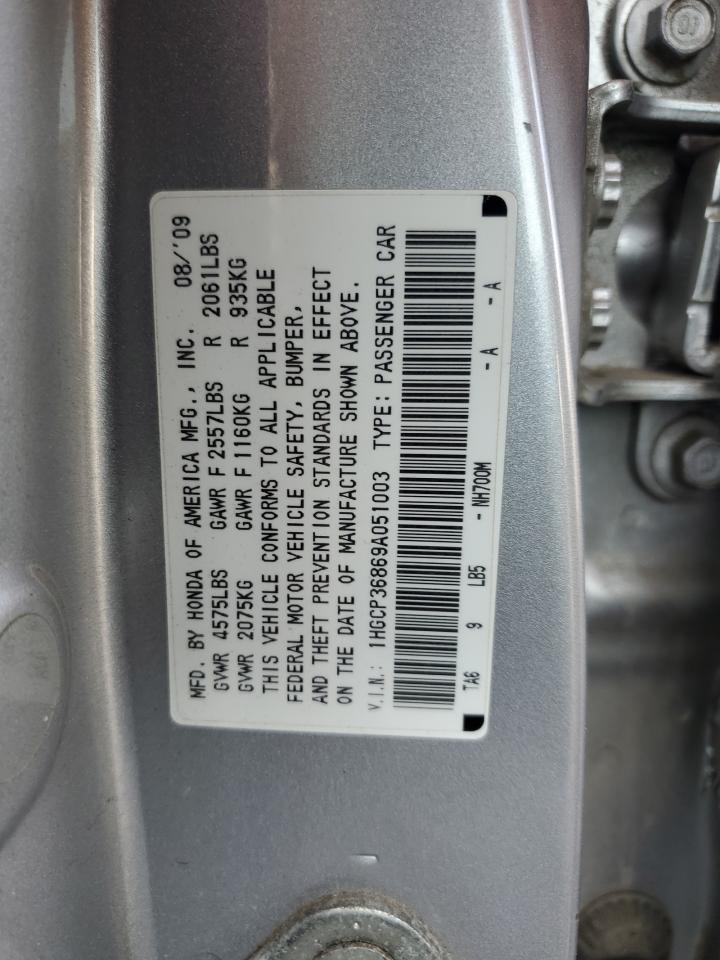 MFD. BY HONDA OF AMERICA MFG., INC. 08/'09
GVWR 4575LBS GAWR F 2557LBS R 2061LBS
GVWR 2075KG GAWR F 1160KG R 935KG
THIS VEHICLE CONFORMS TO ALL APPLICABLE
FEDERAL MOTOR VEHICLE SAFETY, BUMPER,
AND THEFT PREVENTION STANDARDS IN EFFECT
ON THE DATE OF MANUFACTURE SHOWN ABOVE.
V.I.N.: 1HGCP36869A051003 TYPE: PASSENGER CAR
TA6 9 LB5 - NH700M - A - A